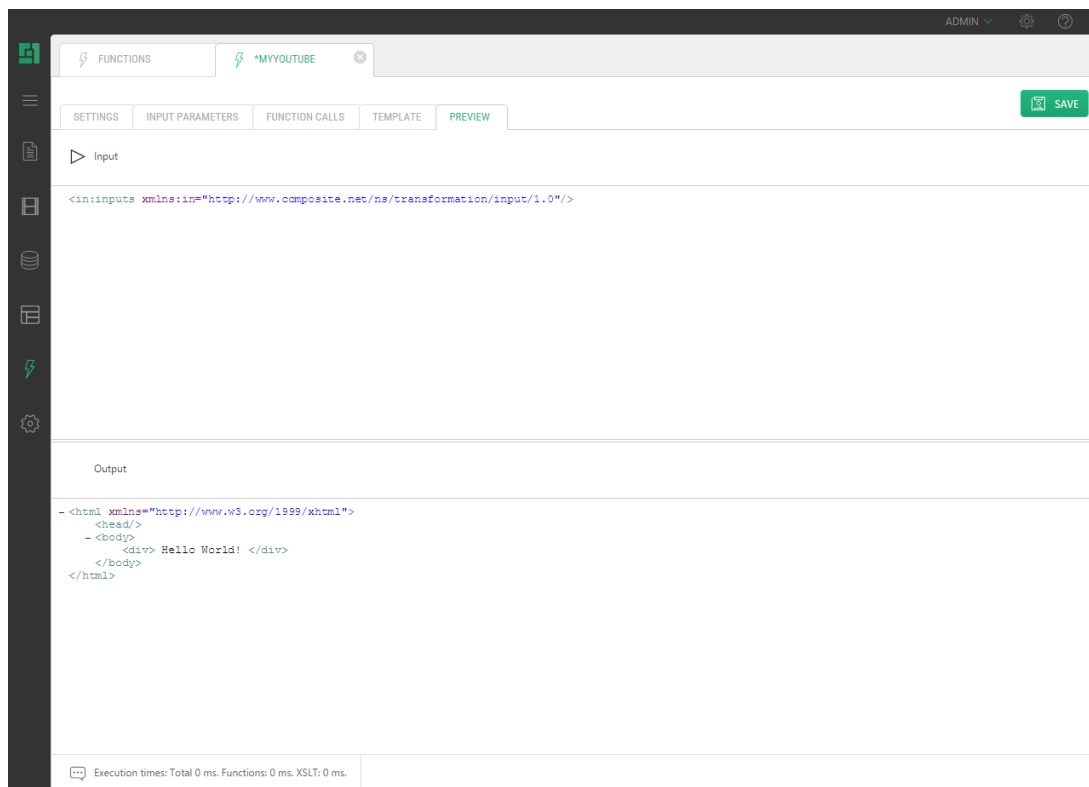 ADMIN
FUNCTIONS
*MYYOUTUBE
SETTINGS
INPUT PARAMETERS
FUNCTION CALLS
TEMPLATE
PREVIEW
SAVE
Input
<in:inputs xmlns:in="http://www.composite.net/ns/transformation/input/1.0"/>
Output
<html xmlns="http://www.w3.org/1999/xhtml">
<head/>
<body>
<div> Hello World! </div>
</body>
</html>
Execution times: Total 0 ms. Functions: 0 ms. XSLT: 0 ms.